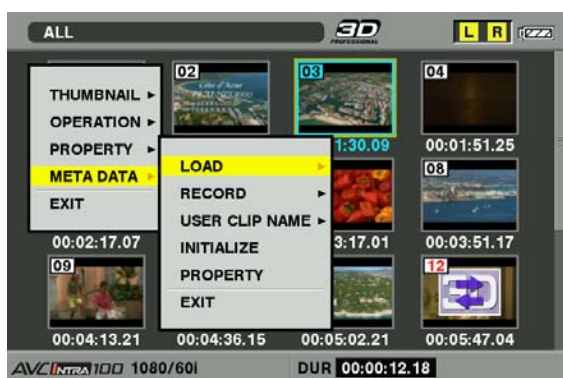 ALL
3D
PROFESSIONAL
L R
02
03
04
THUMBNAIL
OPERATION
PROPERTY
META DATA
EXIT
1:30.09
00:01:51.25
LOAD
RECORD
USER CLIP NAME
INITIALIZE
PROPERTY
EXIT
08
00:02:17.07
3:17.01
00:03:51.17
09
12
00:04:13.21
00:04:36.15
00:05:02.21
00:05:47.04
AVC INTRA 100 1080/60i
DUR 00:00:12.18